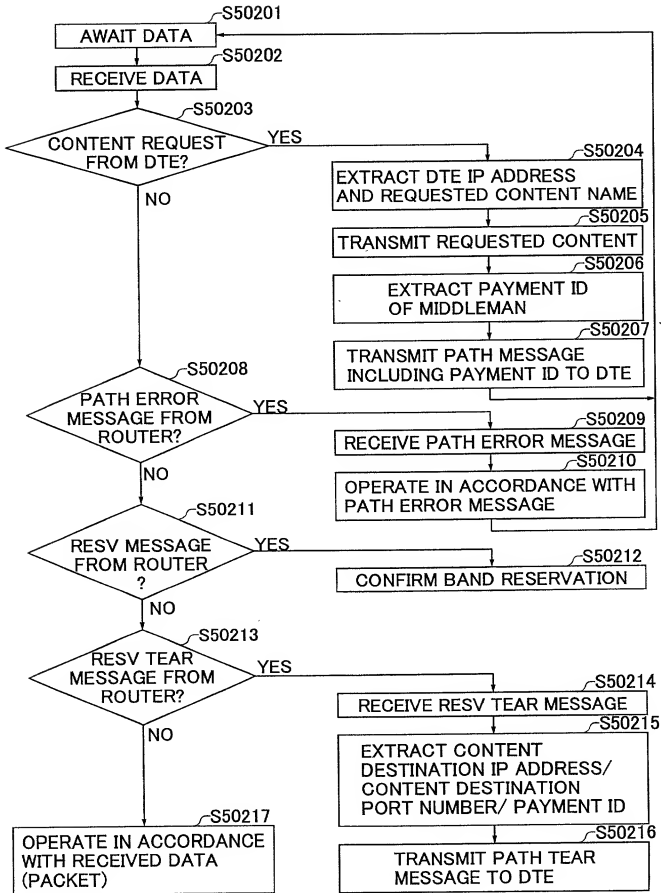 S50201
AWAIT DATA
S50202
RECEIVE DATA
S50203
CONTENT REQUEST
FROM DTE?
YES
NO
S50204
EXTRACT DTE IP ADDRESS
AND REQUESTED CONTENT NAME
S50205
TRANSMIT REQUESTED CONTENT
S50206
EXTRACT PAYMENT ID
OF MIDDLEMAN
S50207
TRANSMIT PATH MESSAGE
INCLUDING PAYMENT ID TO DTE
S50208
PATH ERROR
MESSAGE FROM
ROUTER?
YES
NO
S50209
RECEIVE PATH ERROR MESSAGE
S50210
OPERATE IN ACCORDANCE WITH
PATH ERROR MESSAGE
S50211
RESV MESSAGE
FROM ROUTER
?
YES
NO
S50212
CONFIRM BAND RESERVATION
S50213
RESV TEAR
MESSAGE FROM
ROUTER?
YES
NO
S50214
RECEIVE RESV TEAR MESSAGE
S50215
EXTRACT CONTENT
DESTINATION IP ADDRESS/
CONTENT DESTINATION
PORT NUMBER/ PAYMENT ID
S50216
TRANSMIT PATH TEAR
MESSAGE TO DTE
S50217
OPERATE IN ACCORDANCE
WITH RECEIVED DATA
(PACKET)